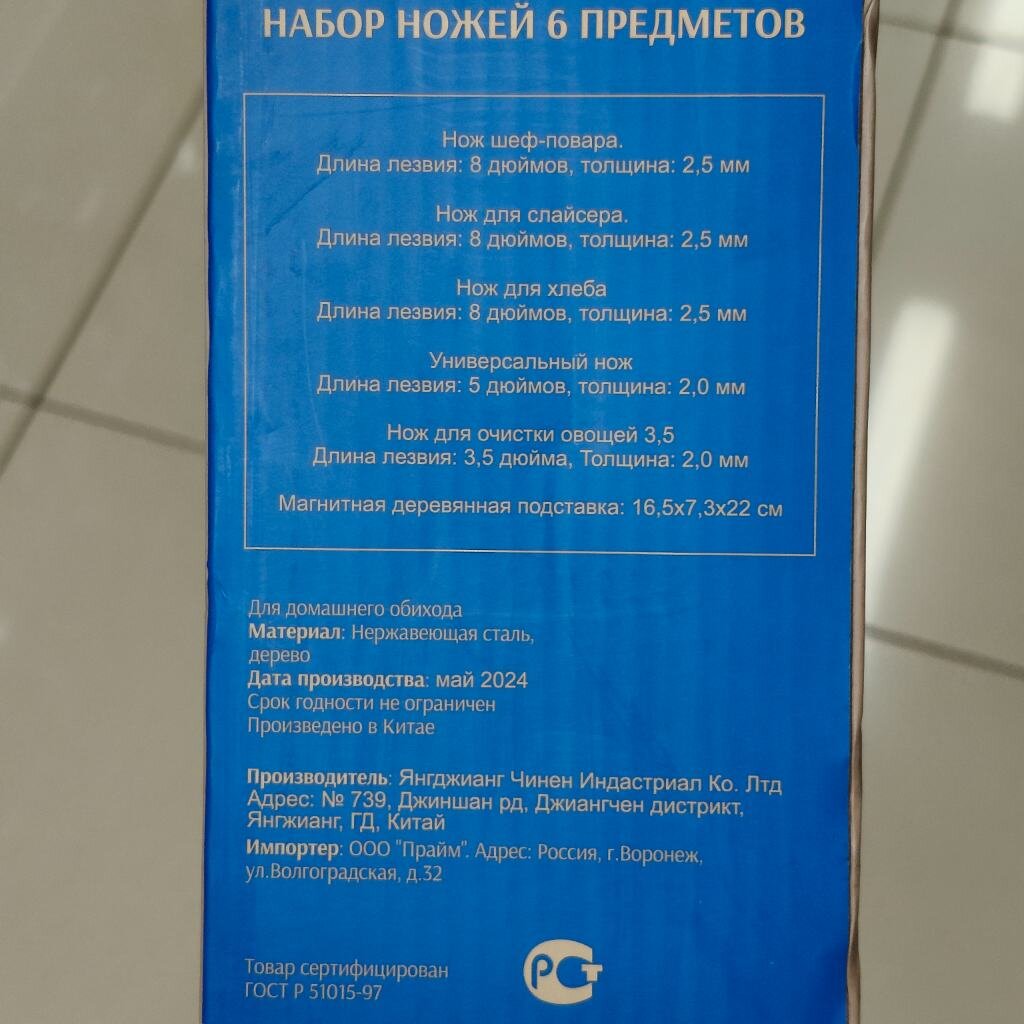 НАБОР НОЖЕЙ 6 ПРЕДМЕТОВ
Нож шеф-повара.
Длина лезвия: 8 дюймов, толщина: 2,5 мм
Нож для слайсера.
Длина лезвия: 8 дюймов, толщина: 2,5 мм
Нож для хлеба
Длина лезвия: 8 дюймов, толщина: 2,5 мм
Универсальный нож
Длина лезвия: 5 дюймов, толщина: 2,0 мм
Нож для очистки овощей 3,5
Длина лезвия: 3,5 дюйма, Толщина: 2,0 мм
Магнитная деревянная подставка: 16,5х7,3х22 см
Для домашнего обихода
Материал: Нержавеющая сталь,
дерево
Дата производства: май 2024
Срок годности не ограничен
Произведено в Китае
Производитель: Янгджианг Чинен Индастриал Ко. Лтд
Адрес: № 739, Джиншан рд, Джиангчен дистрикт,
Янгжианг, ГД, Китай
Импортер: ООО "Прайм". Адрес: Россия, г.Воронеж,
ул.Волгоградская, д.32
Товар сертифицирован
ГОСТ Р 51015-97
РСТ